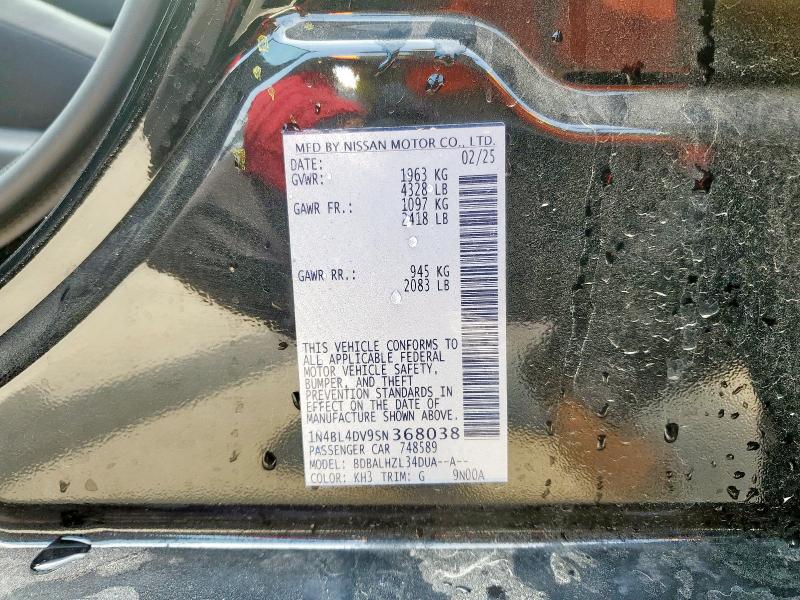 MFD BY NISSAN MOTOR CO., LTD.
DATE: 02/25
GVWR: 1963 KG
4328 LB
GAWR FR.: 1097 KG
2418 LB
GAWR RR.: 945 KG
2083 LB
THIS VEHICLE CONFORMS TO
ALL APPLICABLE FEDERAL
MOTOR VEHICLE SAFETY,
BUMPER, AND THEFT
PREVENTION STANDARDS IN
EFFECT ON THE DATE OF
MANUFACTURE SHOWN ABOVE.
1N4BL4DV9SN368038
PASSENGER CAR 748589
MODEL: BDBALHZL34DUA--A--
COLOR: KH3 TRIM: G 9N00A